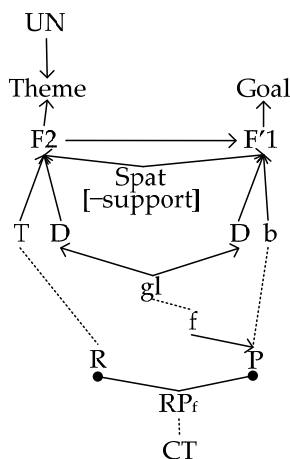 UN
Theme Goal
F2 F′1
Spat
[–support]
T D D b
gl
f
R P
RPf
CT